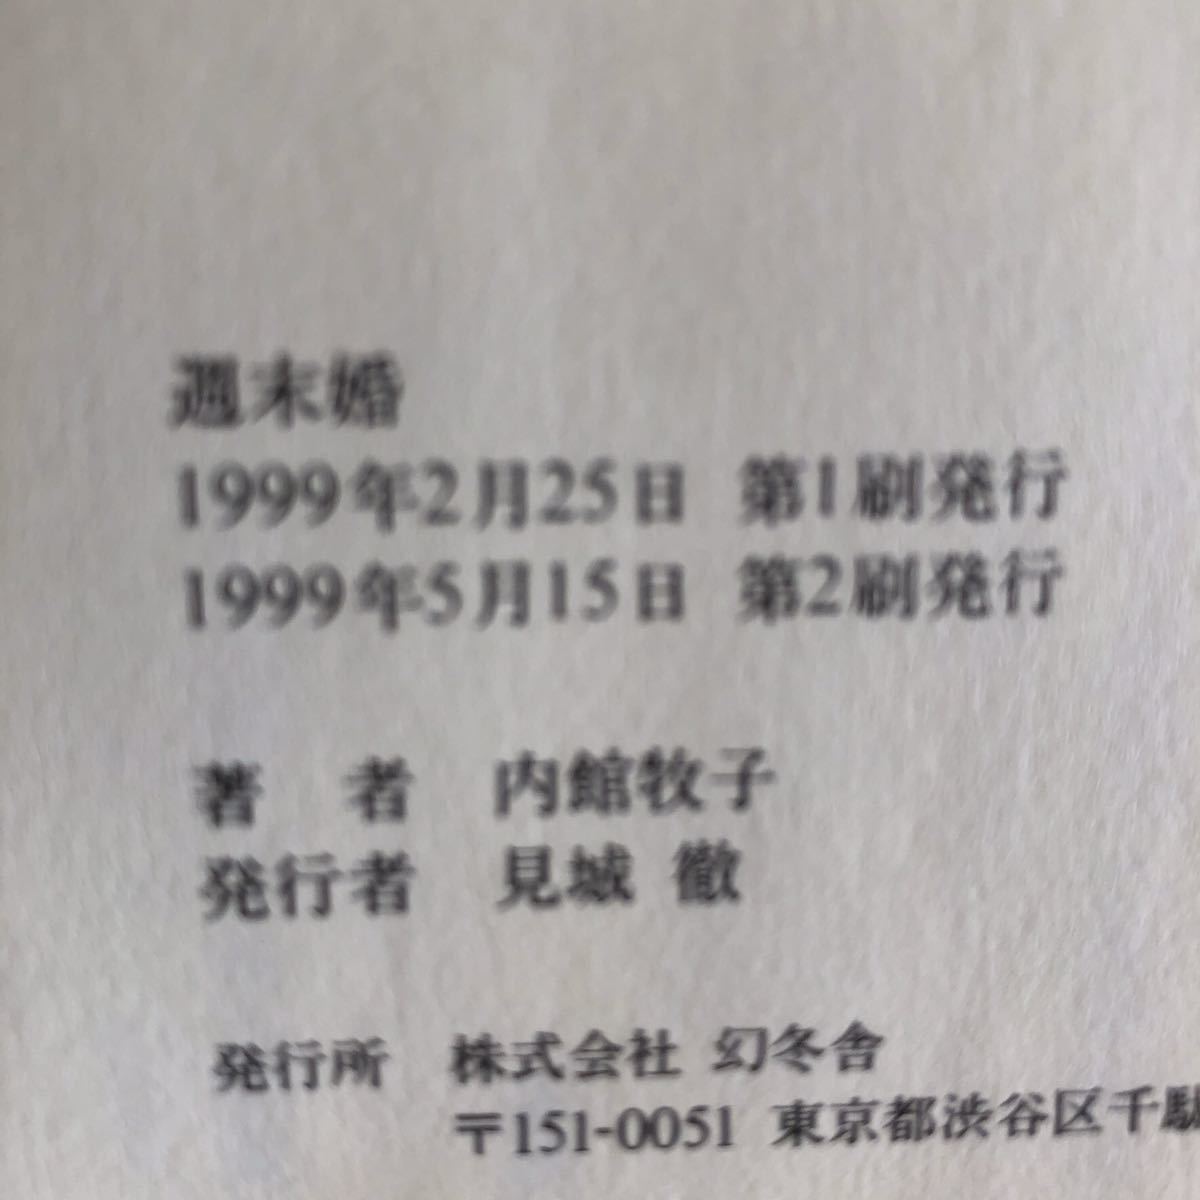 週末婚
1999年2月25日 第1刷発行
1999年5月15日 第2刷発行
著 者 内館牧子
発行者 見城 徹
発行所 株式会社 幻冬舎
〒151-0051 東京都渋谷区千駄